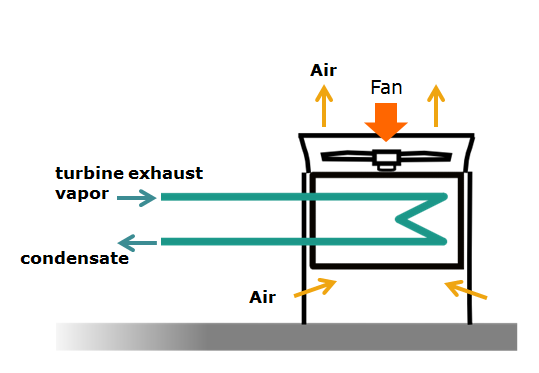 Air
Fan
turbine exhaust
vapor
condensate
Air